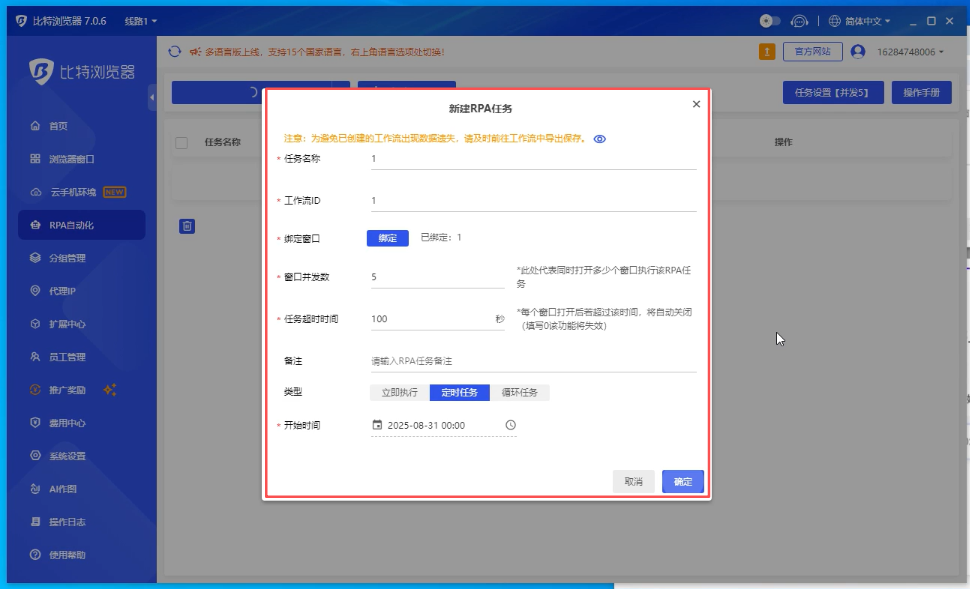 比特浏览器 7.0.6 线路1
简体中文
比特浏览器
多语言版上线，支持15个国家语言，右上角语言选项处切换！
官方网站
16284748006
任务设置【并发5】
操作手册
首页
浏览器窗口
云手机环境 NEW
RPA自动化
分组管理
代理IP
扩展中心
员工管理
推广奖励
费用中心
系统设置
AI作图
操作日志
使用帮助
任务名称
操作
新建RPA任务
注意：为避免已创建的工作流出现数据遗失，请及时前往工作流中导出保存。
* 任务名称 1
* 工作流ID 1
* 绑定窗口 绑定 已绑定：1
* 窗口并发数 5
*此处代表同时打开多少个窗口执行该RPA任
务
* 任务超时时间 100 秒
*每个窗口打开后若超过该时间，将自动关闭
（填写0该功能将失效）
备注 请输入RPA任务备注
类型 立即执行 定时任务 循环任务
* 开始时间 2025-08-31 00:00
取消 确定